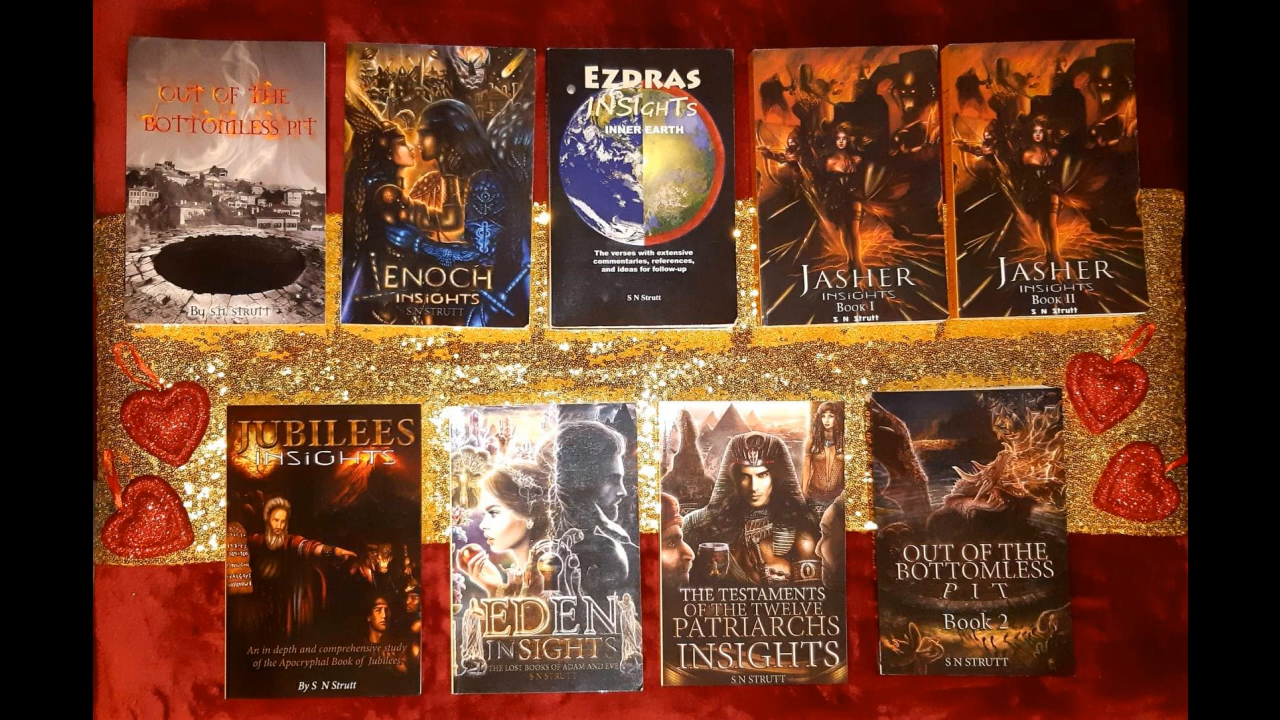 OUT OF THE
BOTTOMLESS PIT
By S.N. STRUTT
ENOCH
INSIGHTS
S.N STRUTT
EZDRAS
INSIGHTS
INNER EARTH
The verses with extensive
commentaries, references,
and ideas for follow-up
S N Strutt
JASHER
INSIGHTS
Book I
S N Strutt
JASHER
INSIGHTS
Book II
S N Strutt
JUBILEES
INSIGHTS
An in depth and comprehensive study
of the Apocryphal Book of Jubilees.
By S N Strutt
EDEN
INSIGHTS
THE LOST BOOKS OF ADAM AND EVE
S N STRUTT
THE TESTAMENTS
OF THE TWELVE
PATRIARCHS
INSIGHTS
S N STRUTT
OUT OF THE
BOTTOMLESS
PIT
Book 2
S N STRUTT